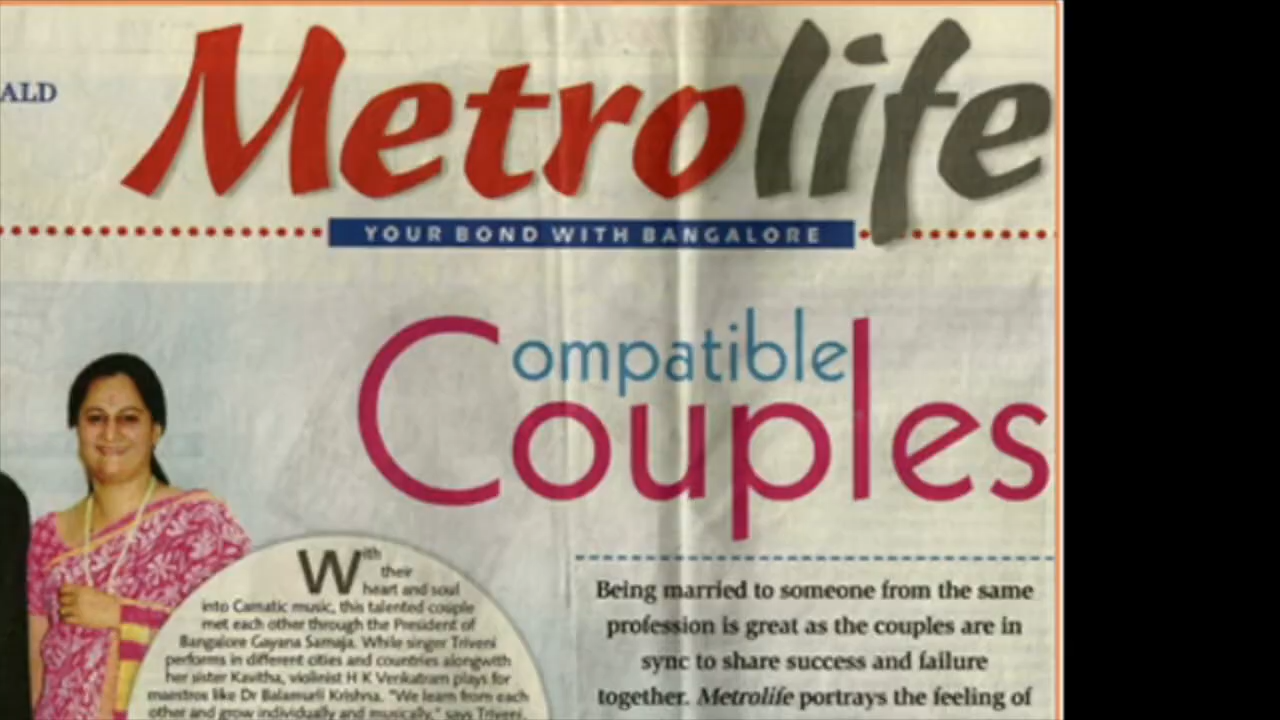 ALD
Metrolife
YOUR BOND WITH BANGALORE
Compatible
Couples
With
their
heart and soul
into Carnatic music, this talented couple
met each other through the President of
Bangalore Gayana Samaja. While singer Triveni
performs in different cities and countries alongwith
her sister Kavitha, violinist H K Venkatram plays for
maestros like Dr Balamurli Krishna. "We learn from each
other and grow individually and musically," says Triveni.
Being married to someone from the same
profession is great as the couples are in
sync to share success and failure
together. Metrolife portrays the feeling of